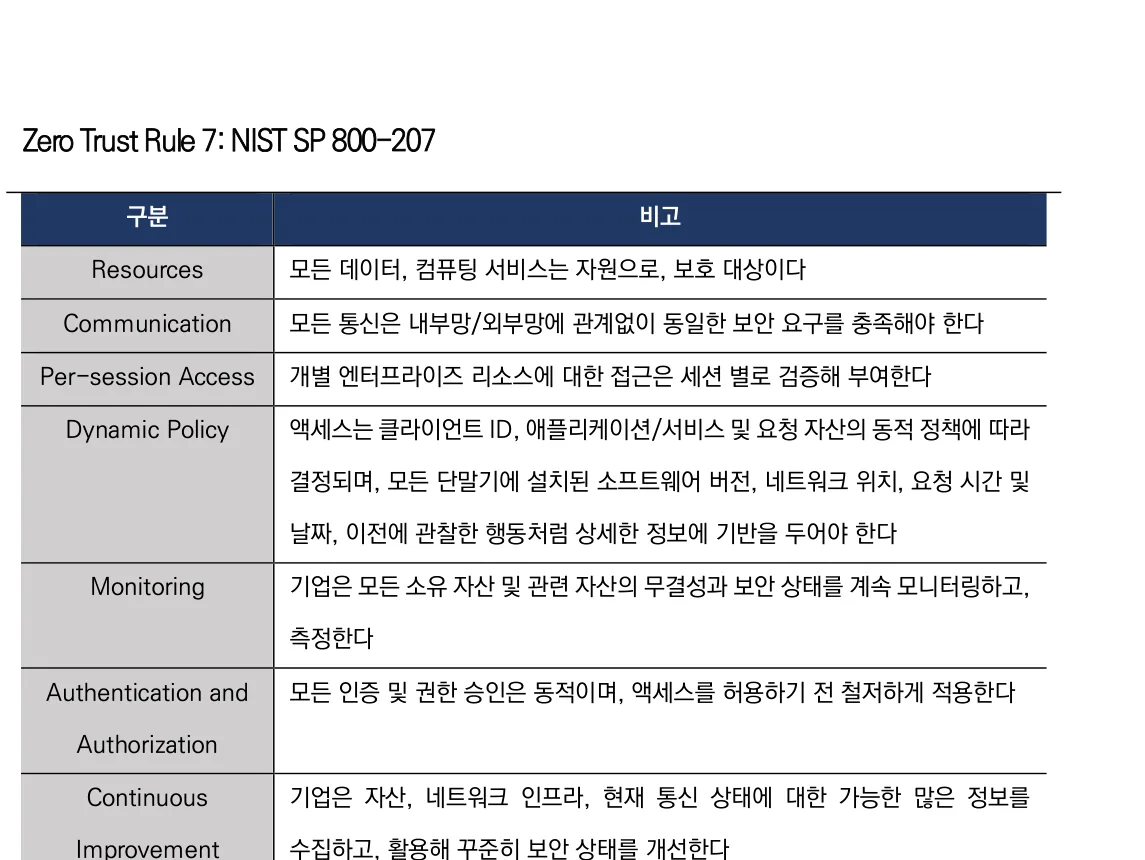 Zero Trust Rule 7: NIST SP 800-207
구분 비고
Resources 모든 데이터, 컴퓨팅 서비스는 자원으로, 보호 대상이다
Communication 모든 통신은 내부망/외부망에 관계없이 동일한 보안 요구를 충족해야 한다
Per-session Access 개별 엔터프라이즈 리소스에 대한 접근은 세션 별로 검증해 부여한다
Dynamic Policy 액세스는 클라이언트 ID, 애플리케이션/서비스 및 요청 자산의 동적 정책에 따라
결정되며, 모든 단말기에 설치된 소프트웨어 버전, 네트워크 위치, 요청 시간 및
날짜, 이전에 관찰한 행동처럼 상세한 정보에 기반을 두어야 한다
Monitoring 기업은 모든 소유 자산 및 관련 자산의 무결성과 보안 상태를 계속 모니터링하고,
측정한다
Authentication and 모든 인증 및 권한 승인은 동적이며, 액세스를 허용하기 전 철저하게 적용한다
Authorization
Continuous 기업은 자산, 네트워크 인프라, 현재 통신 상태에 대한 가능한 많은 정보를
Improvement 수집하고, 활용해 꾸준히 보안 상태를 개선한다